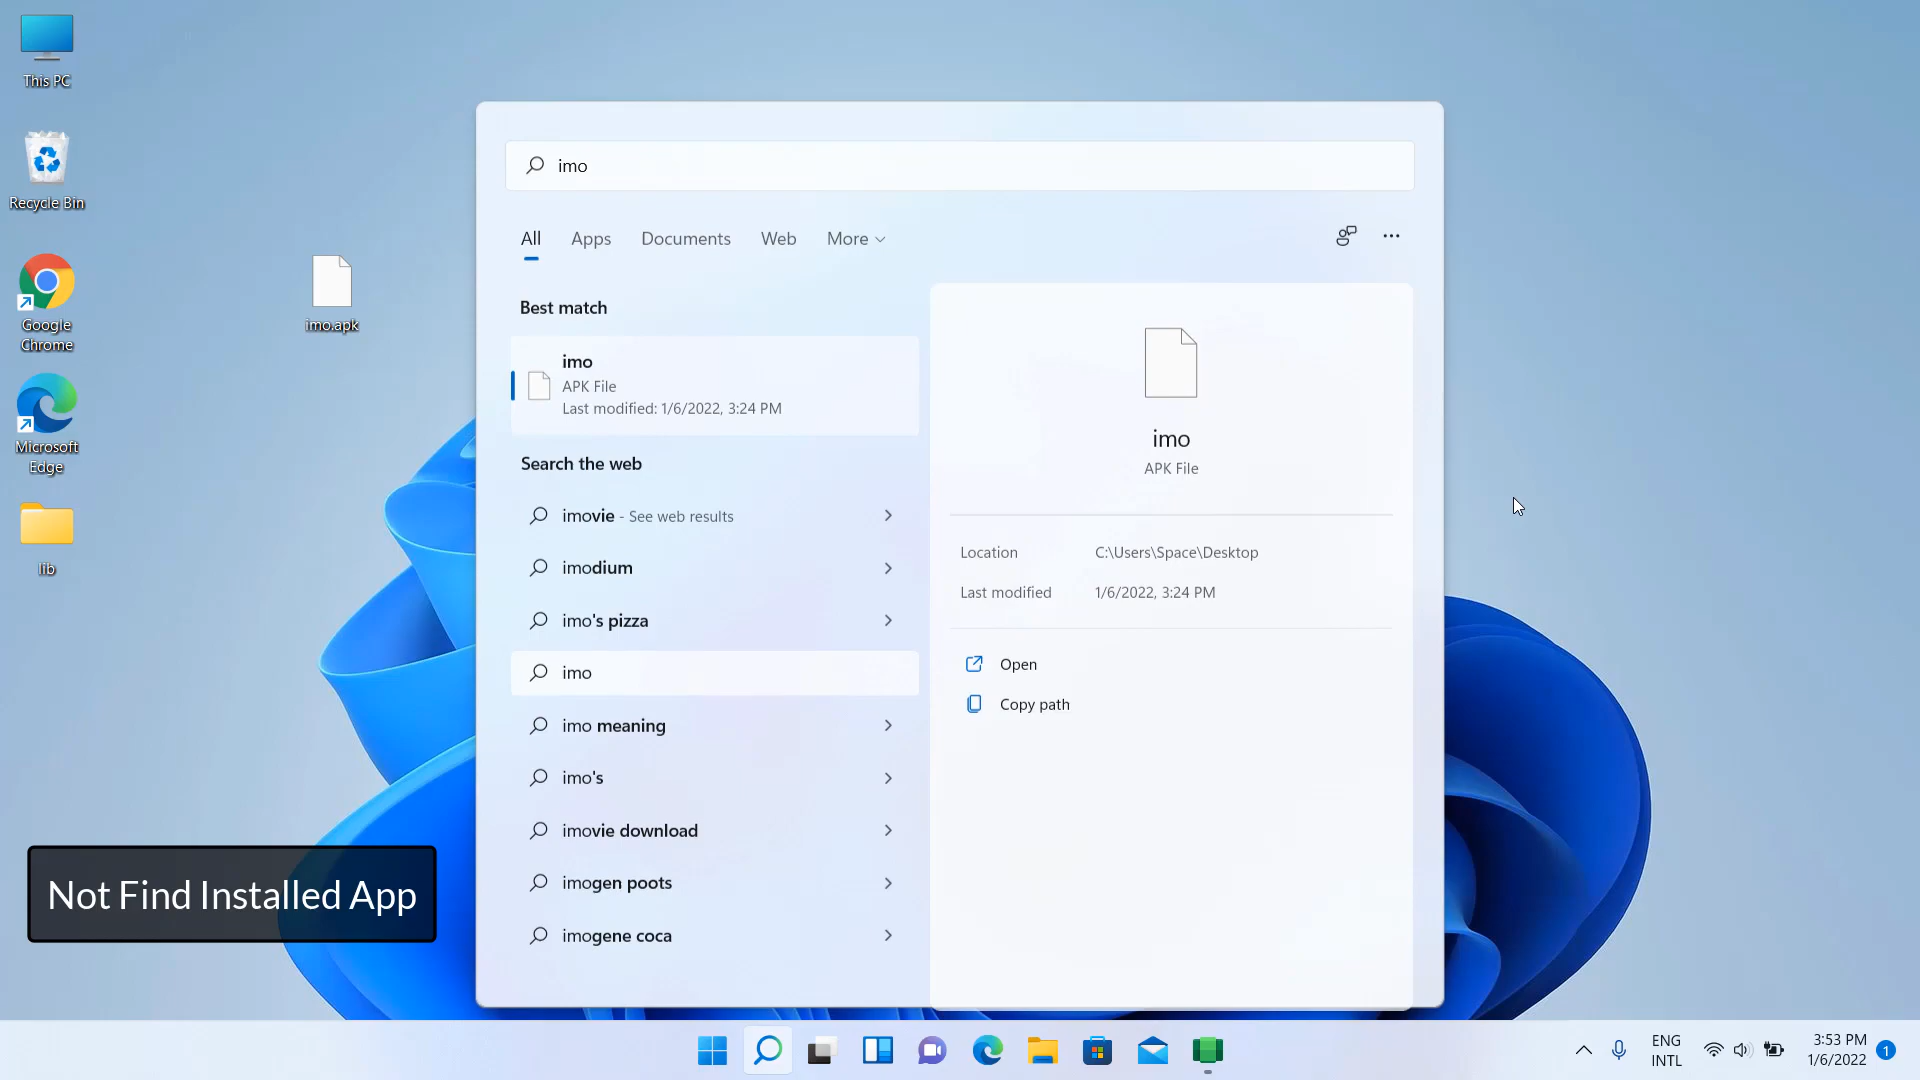 This PC
Recycle Bin
Google
Chrome
Microsoft
Edge
lib
imo.apk
imo
All
Apps
Documents
Web
More
Best match
imo
APK File
Last modified: 1/6/2022, 3:24 PM
Search the web
imovie - See web results
imodium
imo's pizza
imo
imo meaning
imo's
imovie download
imogen poots
imogene coca
imo
APK File
Location C:\Users\Space\Desktop
Last modified 1/6/2022, 3:24 PM
Open
Copy path
Not Find Installed App
ENG
INTL
3:53 PM
1/6/2022
1